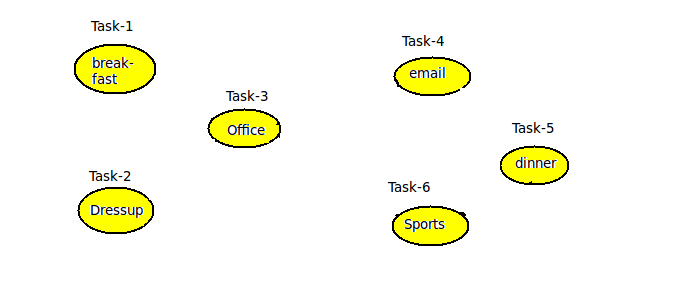 Task-1
break-
fast
Task-3
Office
Task-2
Dressup
Task-4
email
Task-5
dinner
Task-6
Sports